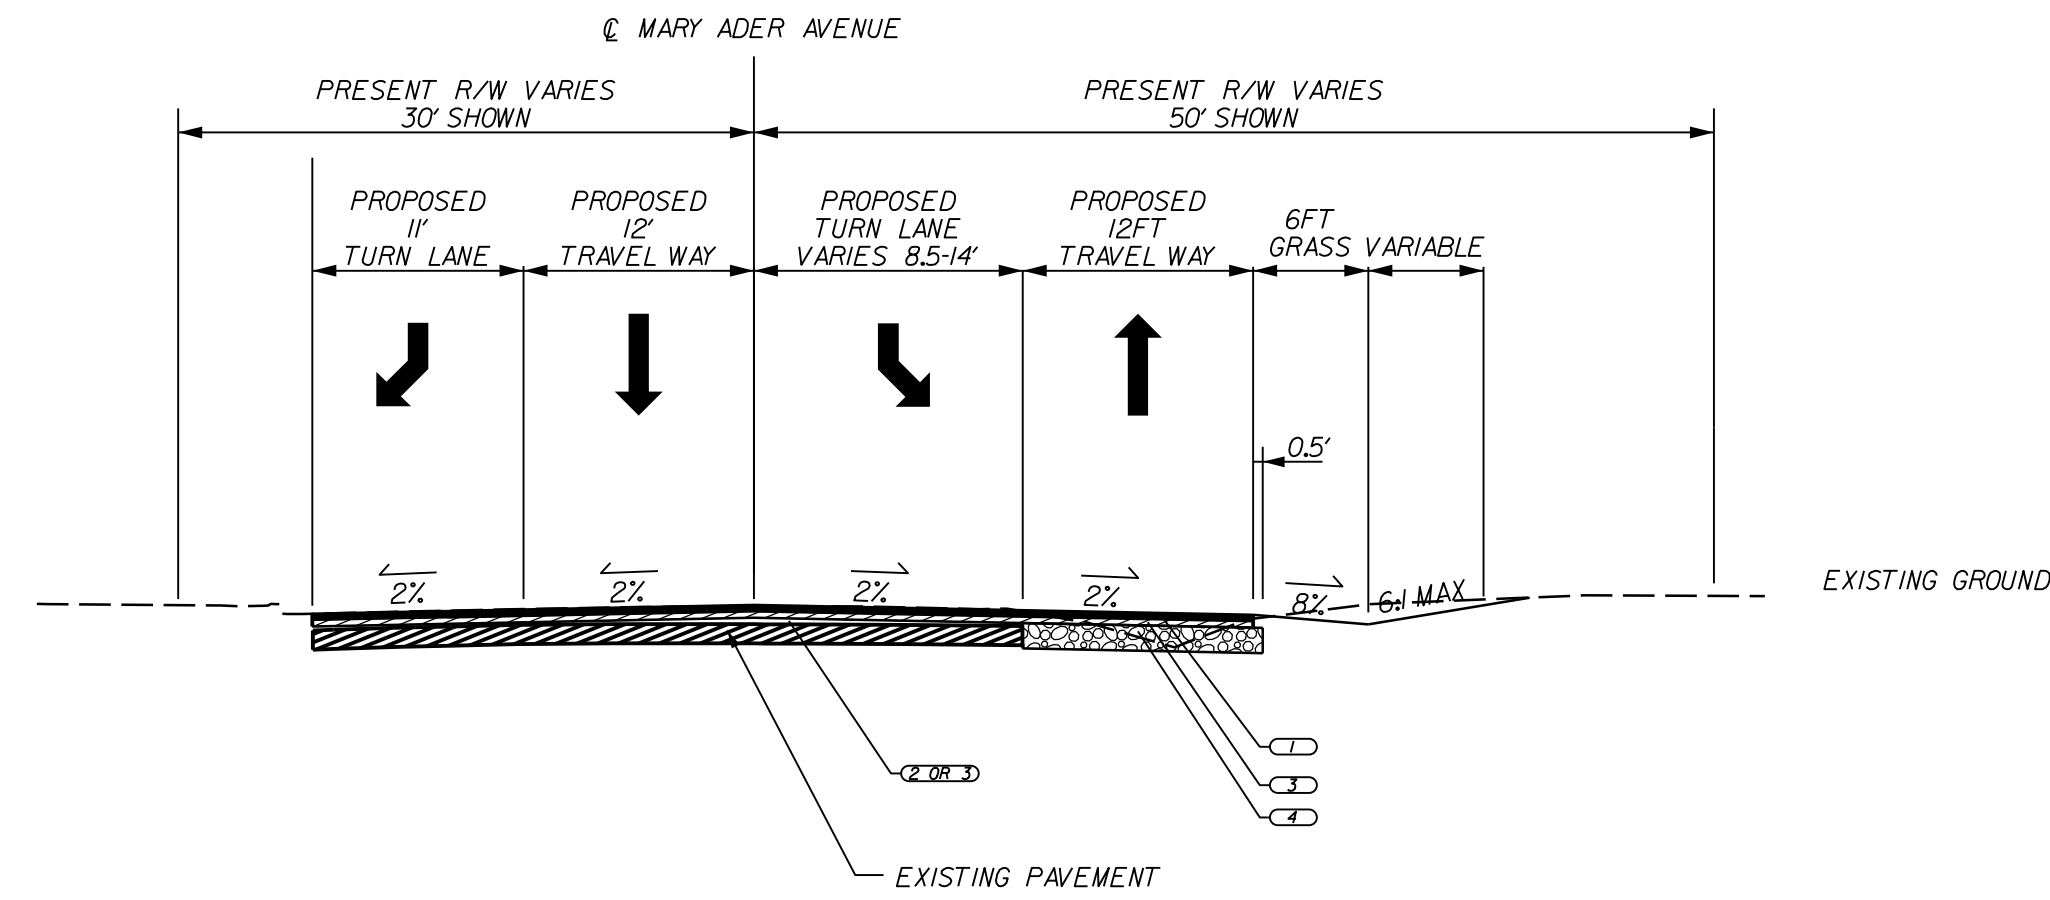 ℄ MARY ADER AVENUE
PRESENT R/W VARIES
30' SHOWN
PRESENT R/W VARIES
50' SHOWN
PROPOSED
11'
TURN LANE
PROPOSED
12'
TRAVEL WAY
PROPOSED
TURN LANE
VARIES 8.5-14'
PROPOSED
12FT
TRAVEL WAY
6FT
GRASS
VARIABLE
0.5'
2%
2%
2%
2%
8%
6:1 MAX
EXISTING GROUND
1
2 OR 3
3
4
EXISTING PAVEMENT